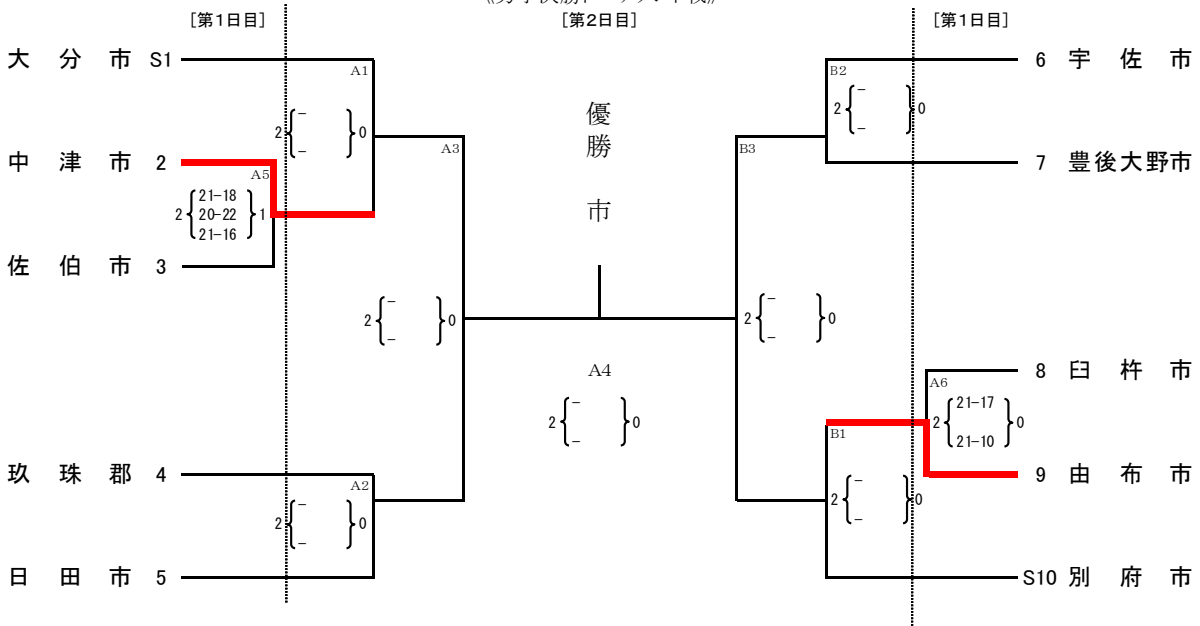 [第1日目]
[第2日目]
[第1日目]
大分市 S1
A1
2 { - - } 0
中津市 2
A5
2 { 21-18 20-22 21-16 } 1
佐伯市 3
A3
2 { - - } 0
玖珠郡 4
A2
2 { - - } 0
日田市 5
優勝 市
A4
2 { - - } 0
6 宇佐市
B2
2 { - - } 0
7 豊後大野市
B3
2 { - - } 0
8 臼杵市
A6
2 { 21-17 21-10 } 0
9 由布市
B1
2 { - - } 0
S10 別府市